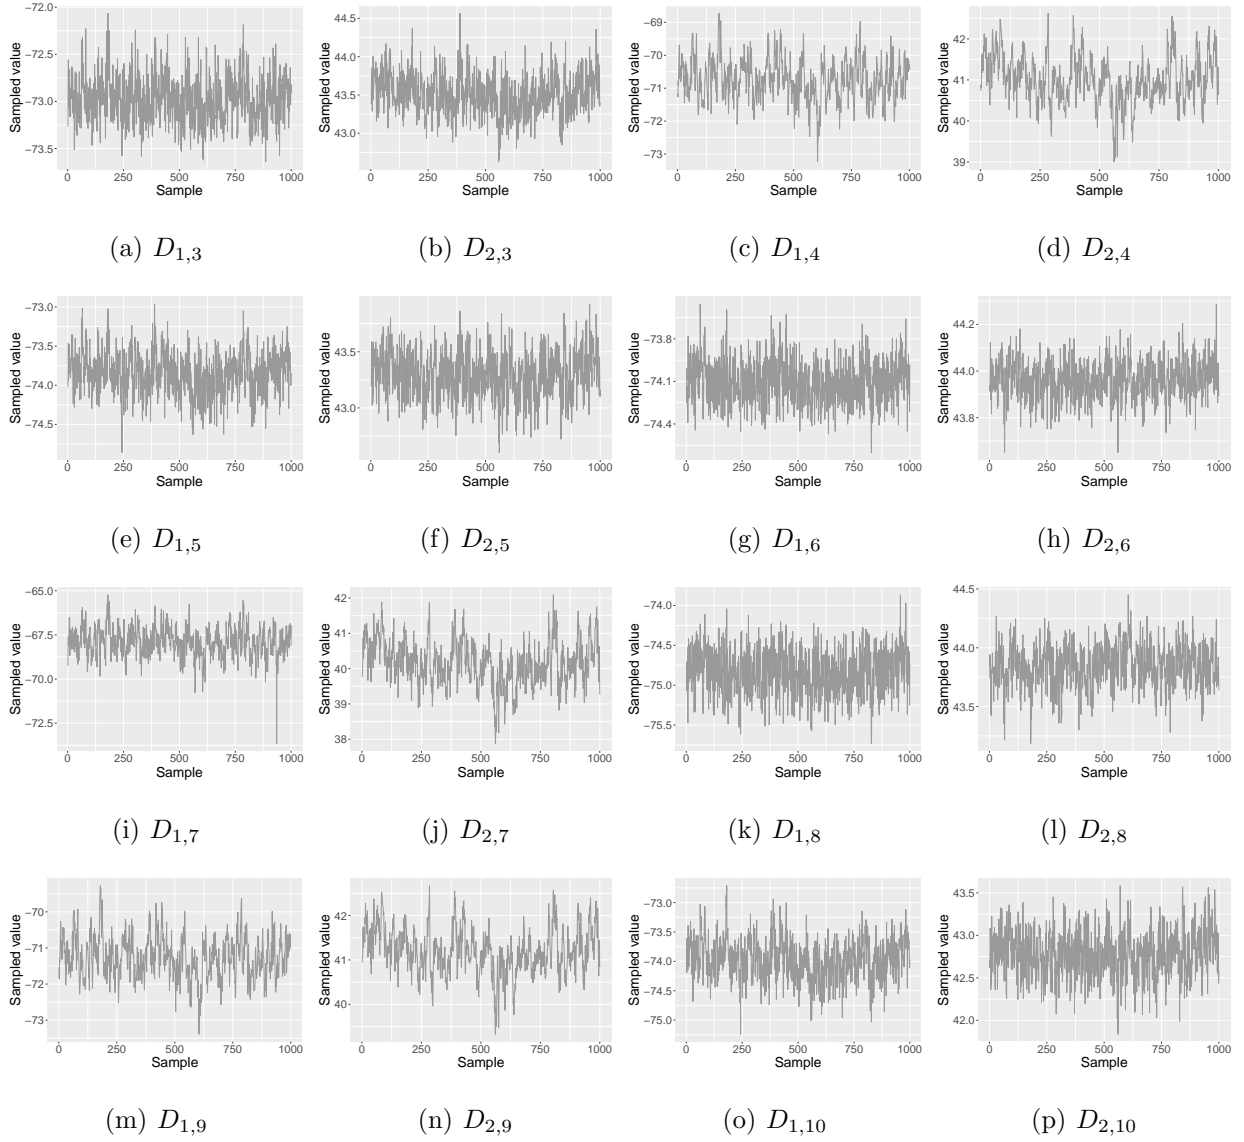 −72.0
−72.5
−73.0
−73.5
Sampled value
0 250 500 750 1000
Sample
(a) D1,3
44.5
44.0
43.5
43.0
Sampled value
0 250 500 750 1000
Sample
(b) D2,3
−69
−70
−71
−72
−73
Sampled value
0 250 500 750 1000
Sample
(c) D1,4
42
41
40
39
Sampled value
0 250 500 750 1000
Sample
(d) D2,4
−73.0
−73.5
−74.0
−74.5
Sampled value
0 250 500 750 1000
Sample
(e) D1,5
43.5
43.0
Sampled value
0 250 500 750 1000
Sample
(f) D2,5
−73.8
−74.1
−74.4
Sampled value
0 250 500 750 1000
Sample
(g) D1,6
44.2
44.0
43.8
Sampled value
0 250 500 750 1000
Sample
(h) D2,6
−65.0
−67.5
−70.0
−72.5
Sampled value
0 250 500 750 1000
Sample
(i) D1,7
42
41
40
39
38
Sampled value
0 250 500 750 1000
Sample
(j) D2,7
−74.0
−74.5
−75.0
−75.5
Sampled value
0 250 500 750 1000
Sample
(k) D1,8
44.5
44.0
43.5
Sampled value
0 250 500 750 1000
Sample
(l) D2,8
−70
−71
−72
−73
Sampled value
0 250 500 750 1000
Sample
(m) D1,9
42
41
40
Sampled value
0 250 500 750 1000
Sample
(n) D2,9
−73.0
−73.5
−74.0
−74.5
−75.0
Sampled value
0 250 500 750 1000
Sample
(o) D1,10
43.5
43.0
42.5
42.0
Sampled value
0 250 500 750 1000
Sample
(p) D2,10